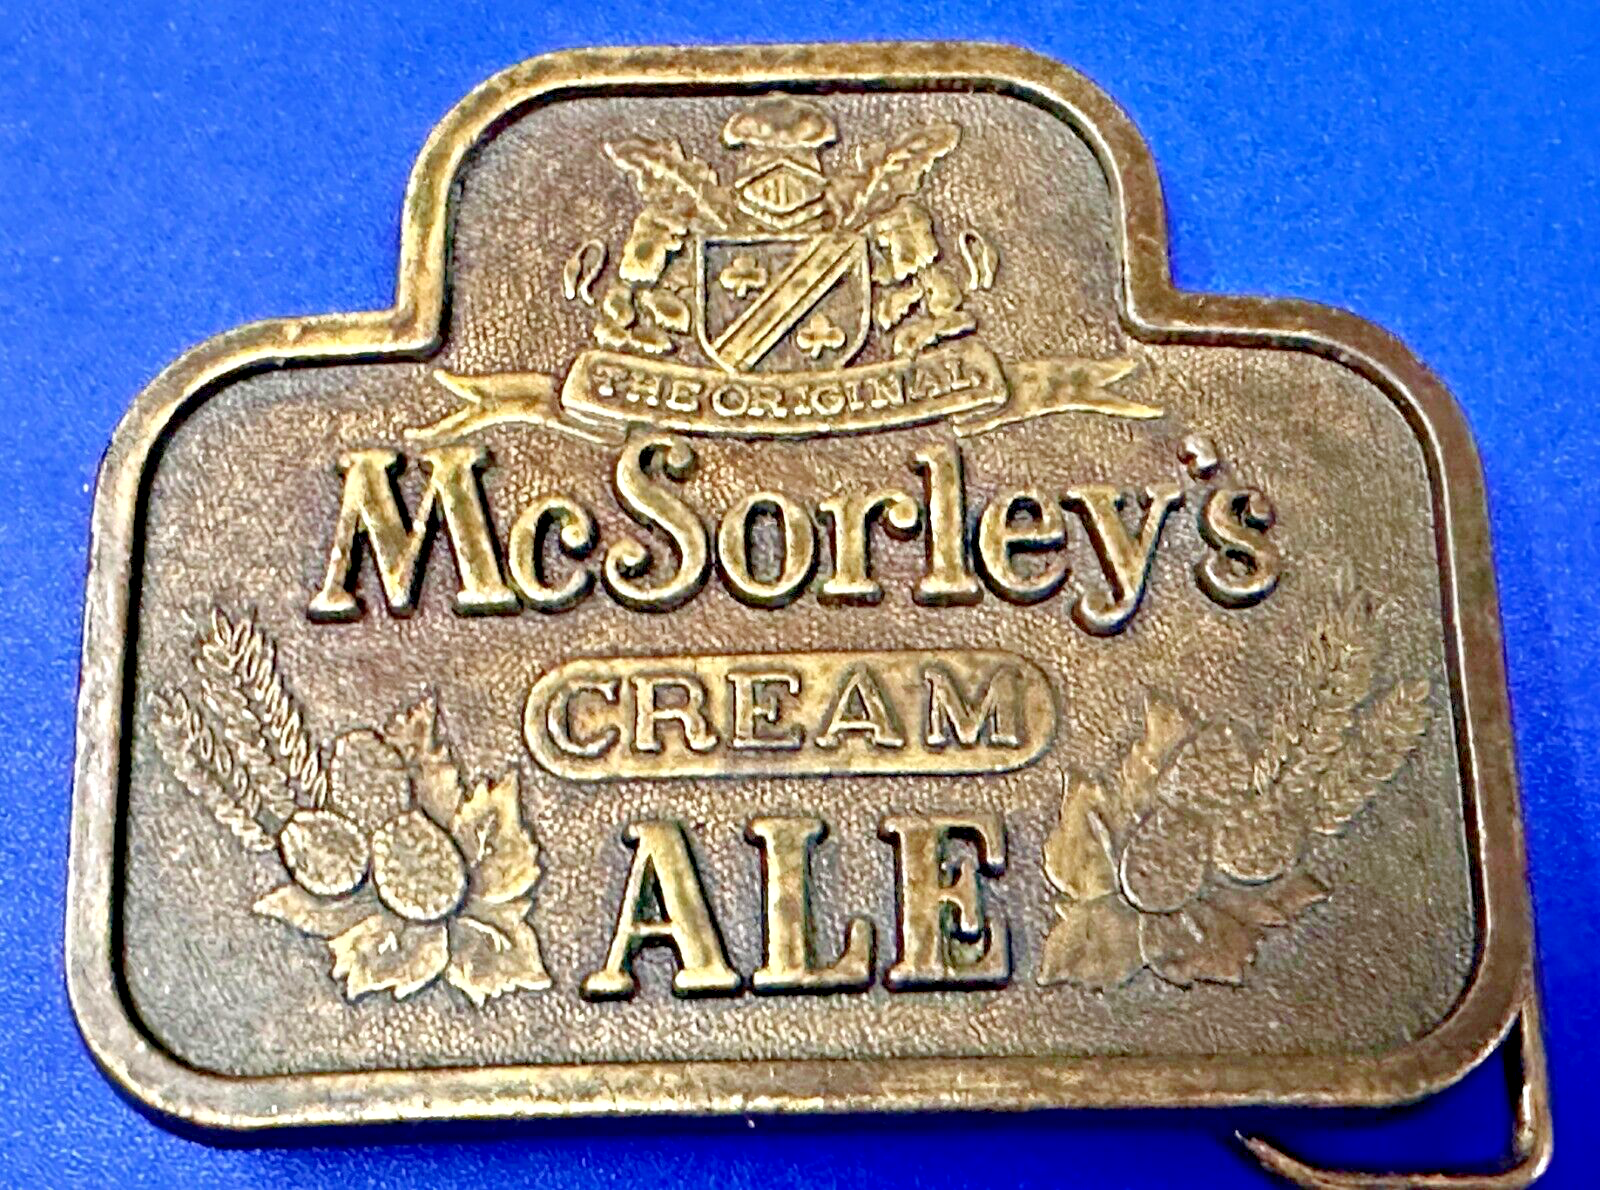 THE ORIGINAL
McSorley's
CREAM
ALE